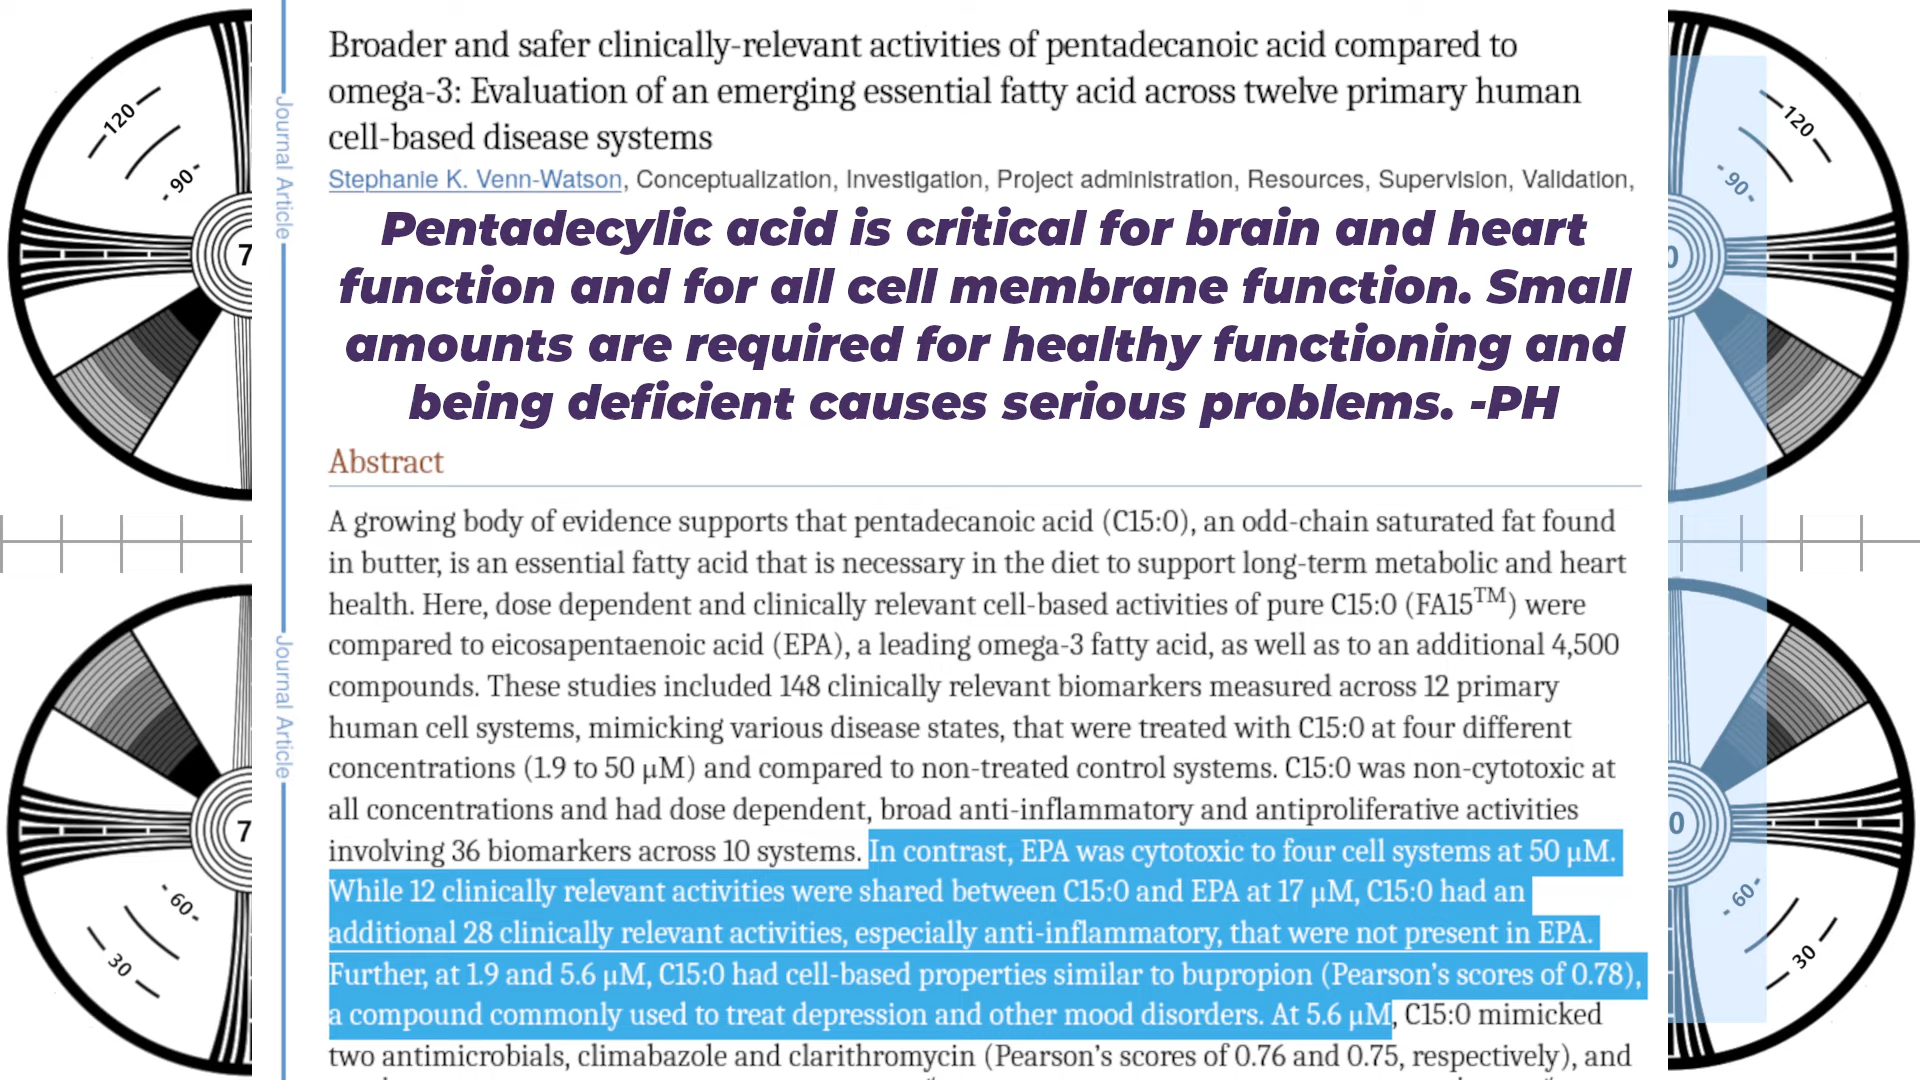 Broader and safer clinically-relevant activities of pentadecanoic acid compared to
omega-3: Evaluation of an emerging essential fatty acid across twelve primary human
cell-based disease systems
Stephanie K. Venn-Watson, Conceptualization, Investigation, Project administration, Resources, Supervision, Validation,
Pentadecylic acid is critical for brain and heart
function and for all cell membrane function. Small
amounts are required for healthy functioning and
being deficient causes serious problems. -PH
Abstract
A growing body of evidence supports that pentadecanoic acid (C15:0), an odd-chain saturated fat found
in butter, is an essential fatty acid that is necessary in the diet to support long-term metabolic and heart
health. Here, dose dependent and clinically relevant cell-based activities of pure C15:0 (FA15™) were
compared to eicosapentaenoic acid (EPA), a leading omega-3 fatty acid, as well as to an additional 4,500
compounds. These studies included 148 clinically relevant biomarkers measured across 12 primary
human cell systems, mimicking various disease states, that were treated with C15:0 at four different
concentrations (1.9 to 50 μM) and compared to non-treated control systems. C15:0 was non-cytotoxic at
all concentrations and had dose dependent, broad anti-inflammatory and antiproliferative activities
involving 36 biomarkers across 10 systems. In contrast, EPA was cytotoxic to four cell systems at 50 μM.
While 12 clinically relevant activities were shared between C15:0 and EPA at 17 μM, C15:0 had an
additional 28 clinically relevant activities, especially anti-inflammatory, that were not present in EPA.
Further, at 1.9 and 5.6 μM, C15:0 had cell-based properties similar to bupropion (Pearson's scores of 0.78),
a compound commonly used to treat depression and other mood disorders. At 5.6 μM, C15:0 mimicked
two antimicrobials, climabazole and clarithromycin (Pearson's scores of 0.76 and 0.75, respectively), and
Journal Article
Journal Article
120
- 90 -
7
120
- 90 -
0
7
- 60 -
30
0
- 60 -
30